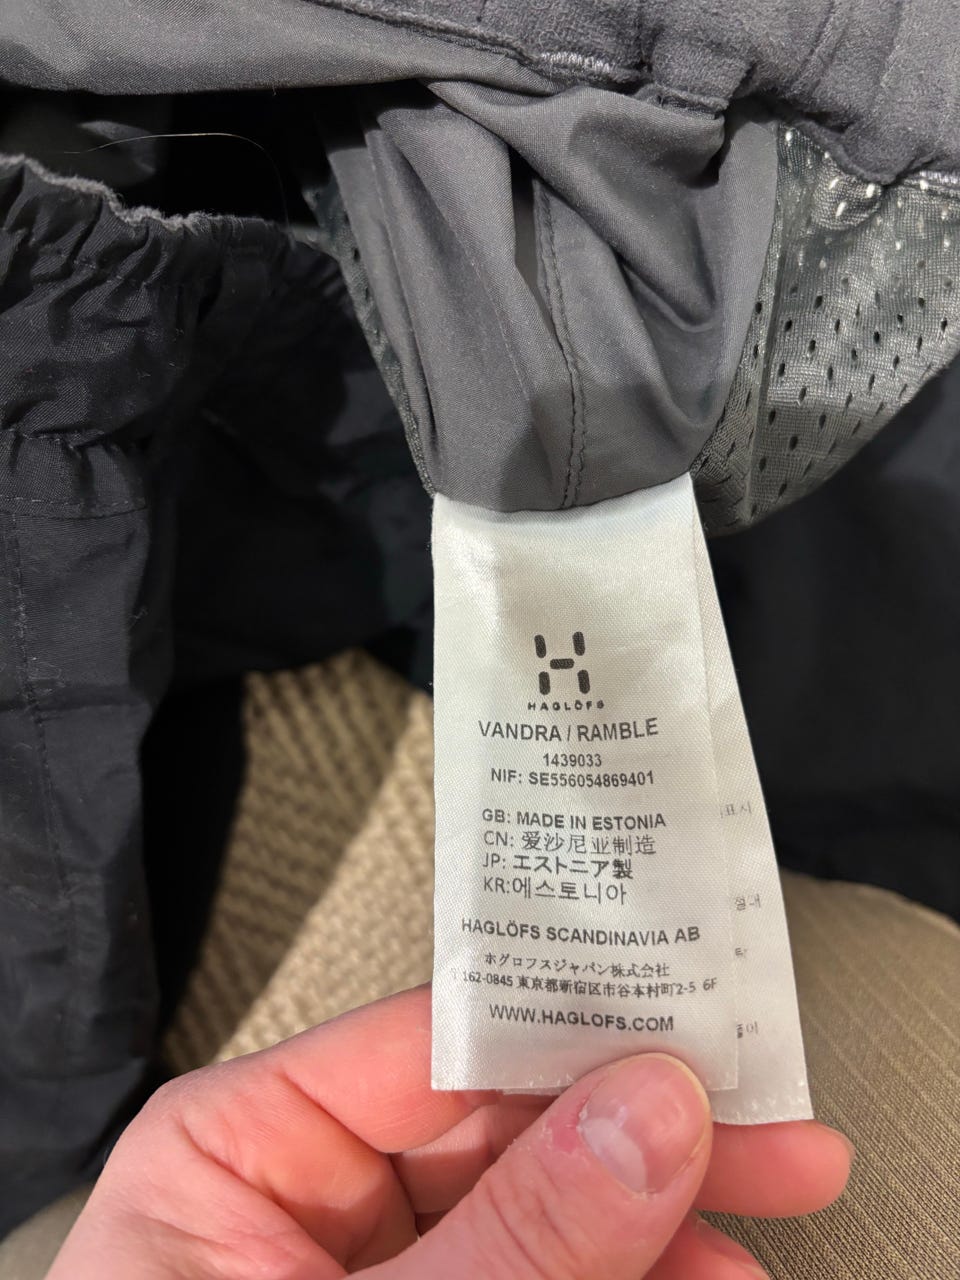 HAGLÖFS
VANDRA / RAMBLE
1439033
NIF: SE556054869401
GB: MADE IN ESTONIA
CN: 爱沙尼亚制造
JP: エストニア製
KR:에스토니아
HAGLÖFS SCANDINAVIA AB
ホグロフスジャパン株式会社
〒162-0845 東京都新宿区市谷本村町2-5 6F
WWW.HAGLOFS.COM
표시